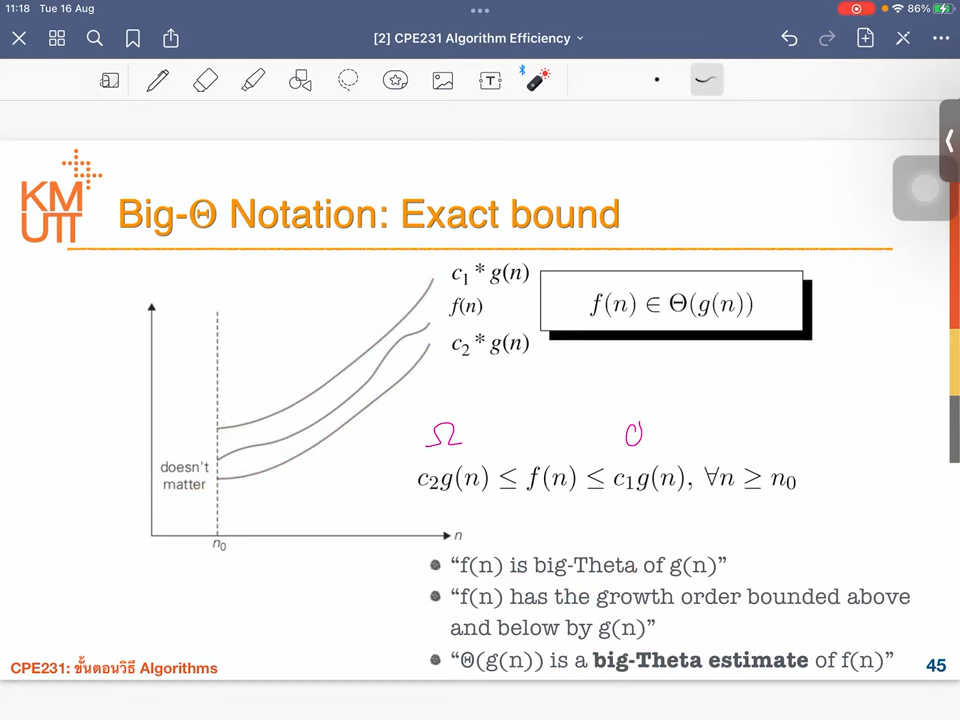 11:18 Tue 16 Aug
86%
[2] CPE231 Algorithm Efficiency
T
KM
UTT
Big-Θ Notation: Exact bound
c₁ * g(n)
f(n)
c₂ * g(n)
f(n) ∈ Θ(g(n))
doesn't
matter
n₀
n
Ω O
c₂g(n) ≤ f(n) ≤ c₁g(n), ∀n ≥ n₀
“f(n) is big-Theta of g(n)”
“f(n) has the growth order bounded above
and below by g(n)”
“Θ(g(n)) is a big-Theta estimate of f(n)”
CPE231: ขั้นตอนวิธี Algorithms
45